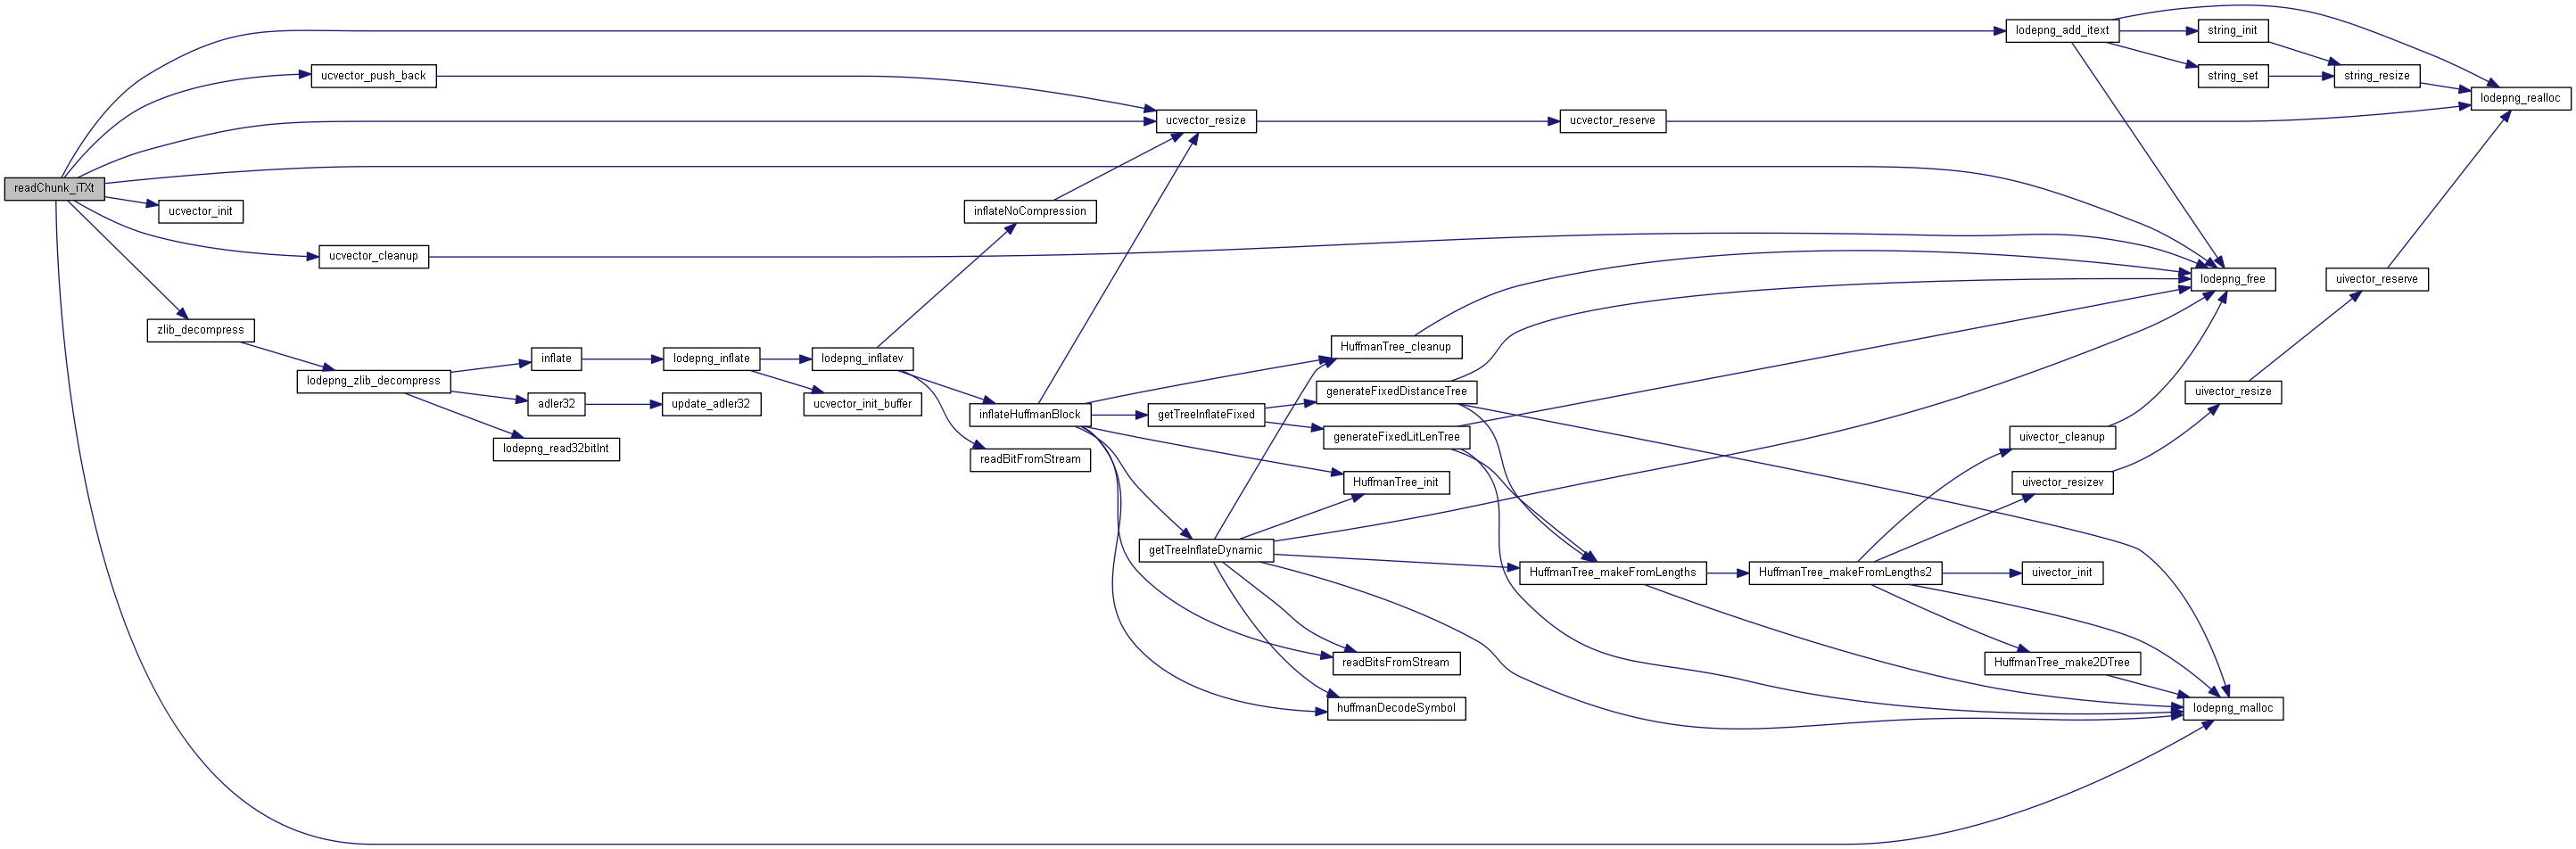 readChunk_iTXt
ucvector_push_back
ucvector_init
ucvector_cleanup
zlib_decompress
lodepng_zlib_decompress
inflate
adler32
lodepng_read32bitInt
lodepng_inflate
update_adler32
lodepng_inflatev
ucvector_init_buffer
inflateNoCompression
inflateHuffmanBlock
readBitFromStream
ucvector_resize
getTreeInflateFixed
getTreeInflateDynamic
HuffmanTree_cleanup
generateFixedDistanceTree
generateFixedLitLenTree
HuffmanTree_init
readBitsFromStream
huffmanDecodeSymbol
ucvector_reserve
HuffmanTree_makeFromLengths
HuffmanTree_makeFromLengths2
lodepng_add_itext
uivector_cleanup
uivector_resizev
uivector_init
HuffmanTree_make2DTree
string_init
string_set
lodepng_free
uivector_resize
lodepng_malloc
string_resize
uivector_reserve
lodepng_realloc